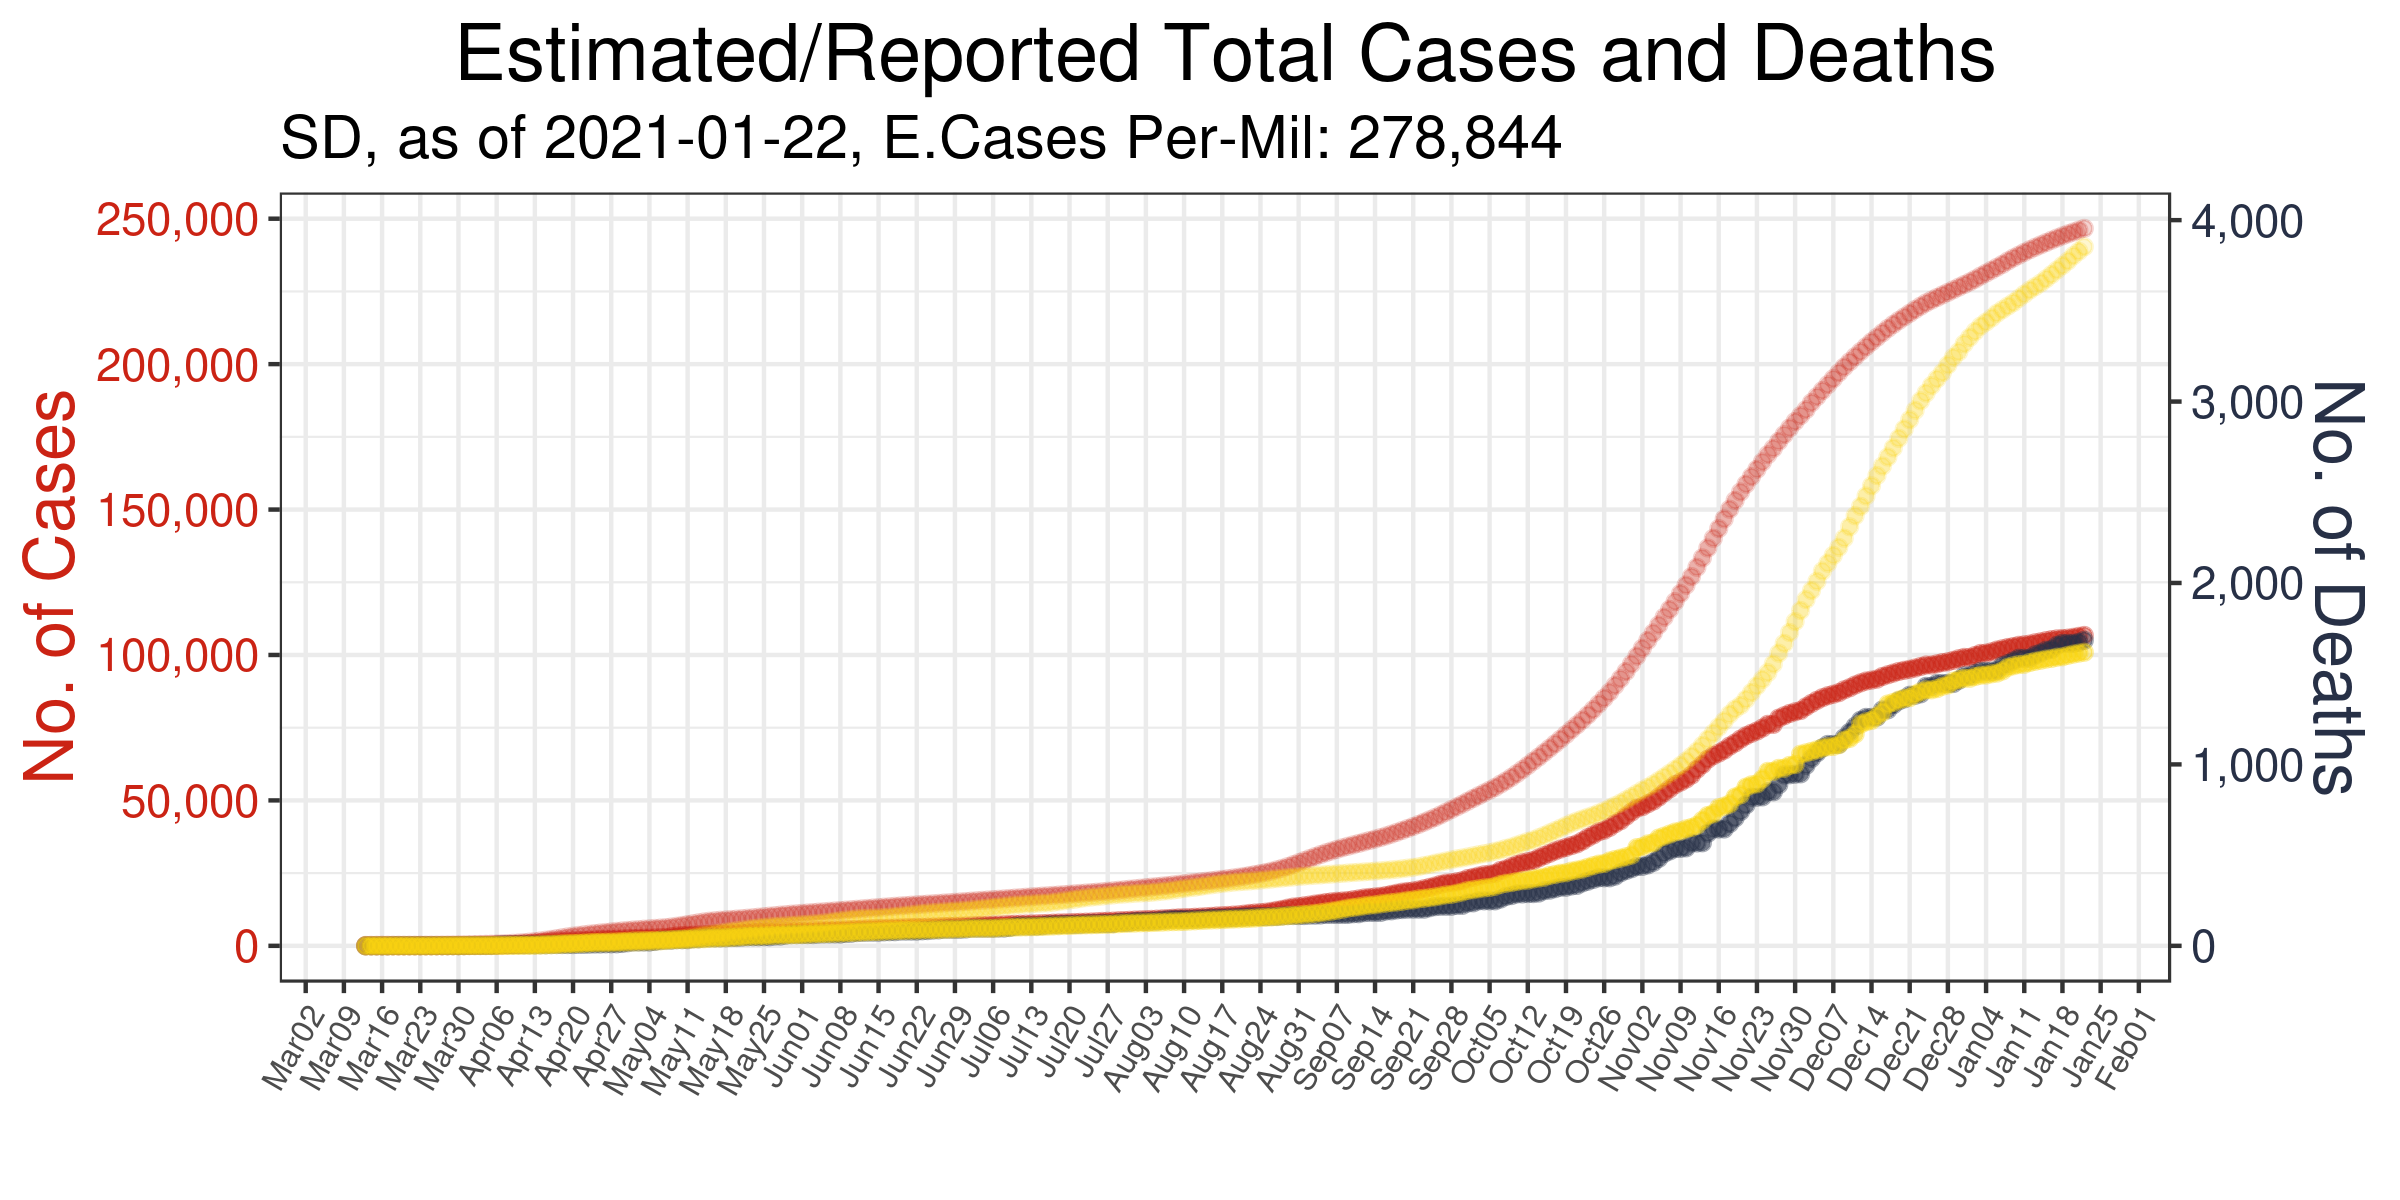 Estimated/Reported Total Cases and Deaths
SD, as of 2021-01-22, E.Cases Per-Mil: 278,844
No. of Cases
250,000
200,000
150,000
100,000
50,000
0
4,000
3,000
2,000
1,000
0
No. of Deaths
Mar02
Mar09
Mar16
Mar23
Mar30
Apr06
Apr13
Apr20
Apr27
May04
May11
May18
May25
Jun01
Jun08
Jun15
Jun22
Jun29
Jul06
Jul13
Jul20
Jul27
Aug03
Aug10
Aug17
Aug24
Aug31
Sep07
Sep14
Sep21
Sep28
Oct05
Oct12
Oct19
Oct26
Nov02
Nov09
Nov16
Nov23
Nov30
Dec07
Dec14
Dec21
Dec28
Jan04
Jan11
Jan18
Jan25
Feb01